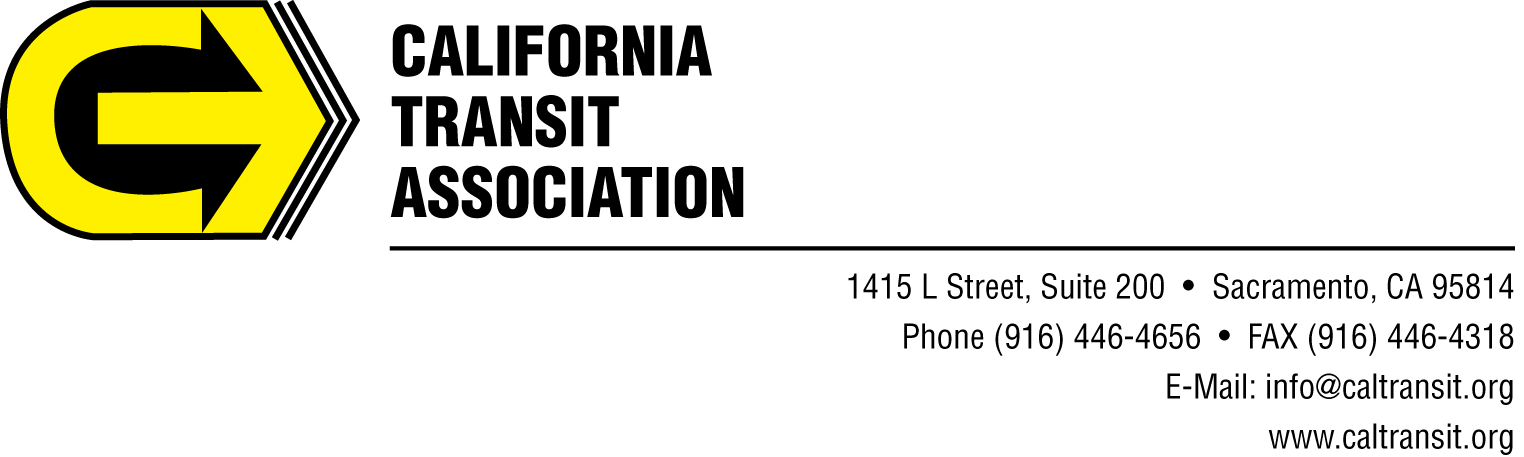 CALIFORNIA
TRANSIT
ASSOCIATION
1415 L Street, Suite 200 • Sacramento, CA 95814
Phone (916) 446-4656 • FAX (916) 446-4318
E-Mail: info@caltransit.org
www.caltransit.org